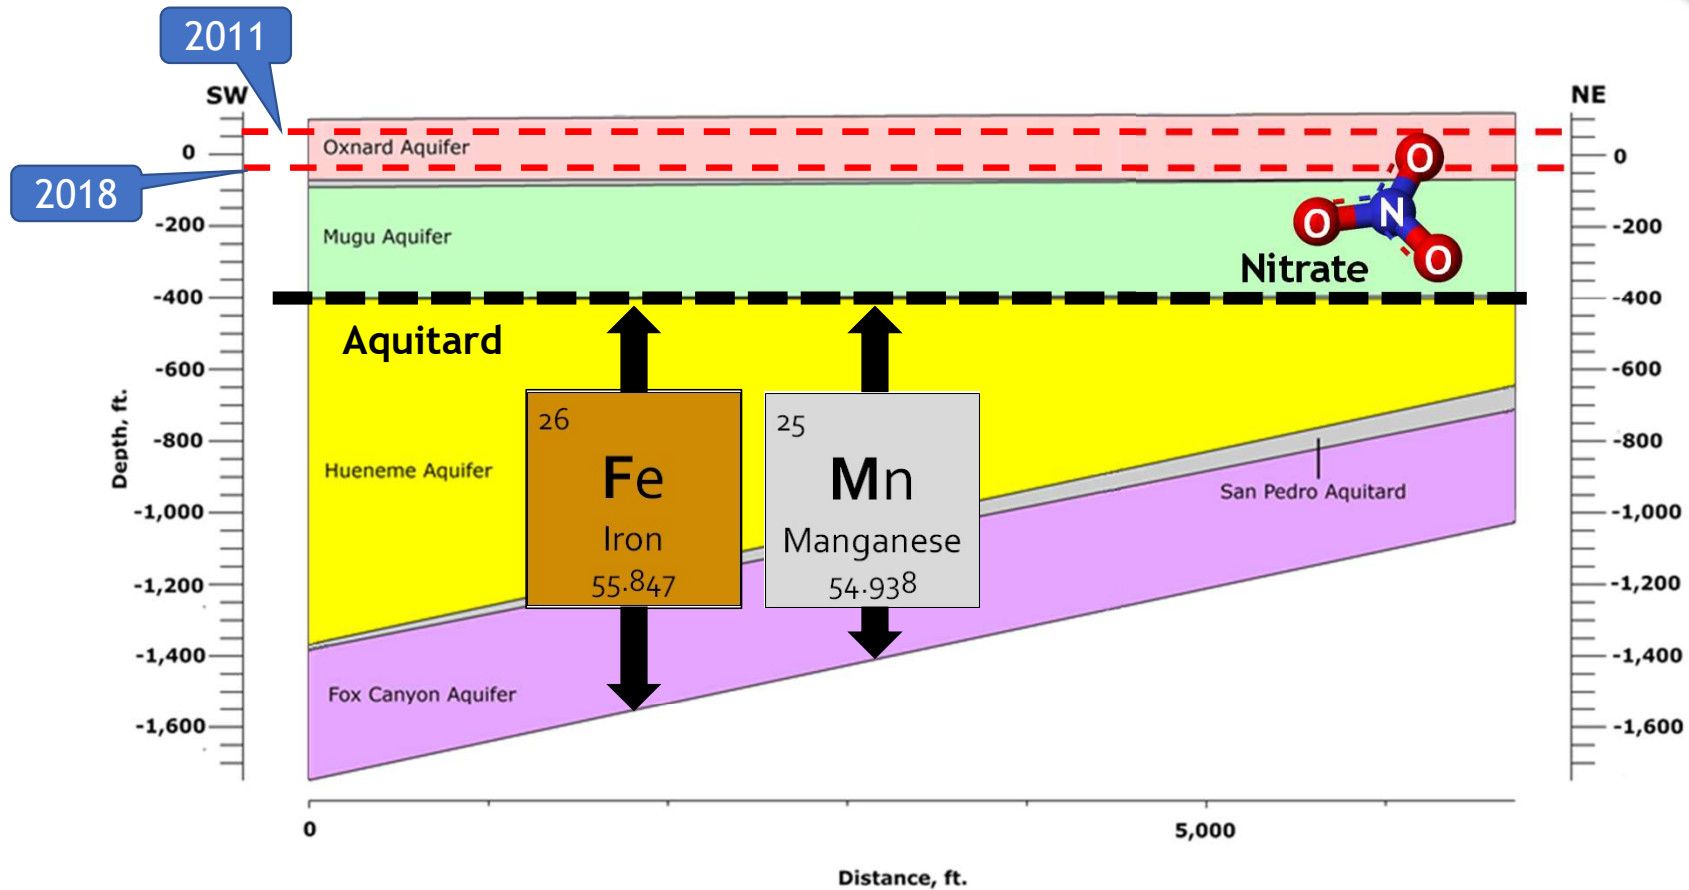 2011
SW
NE
Oxnard Aquifer
0
0
2018
-200
-200
Mugu Aquifer
Nitrate
O
N
O
O
-400
-400
Aquitard
-600
-600
Depth, ft.
26
Fe
Iron
55.847
25
Mn
Manganese
54.938
-800
-800
Hueneme Aquifer
San Pedro Aquitard
-1,000
-1,000
-1,200
-1,200
-1,400
-1,400
Fox Canyon Aquifer
-1,600
-1,600
0
5,000
Distance, ft.